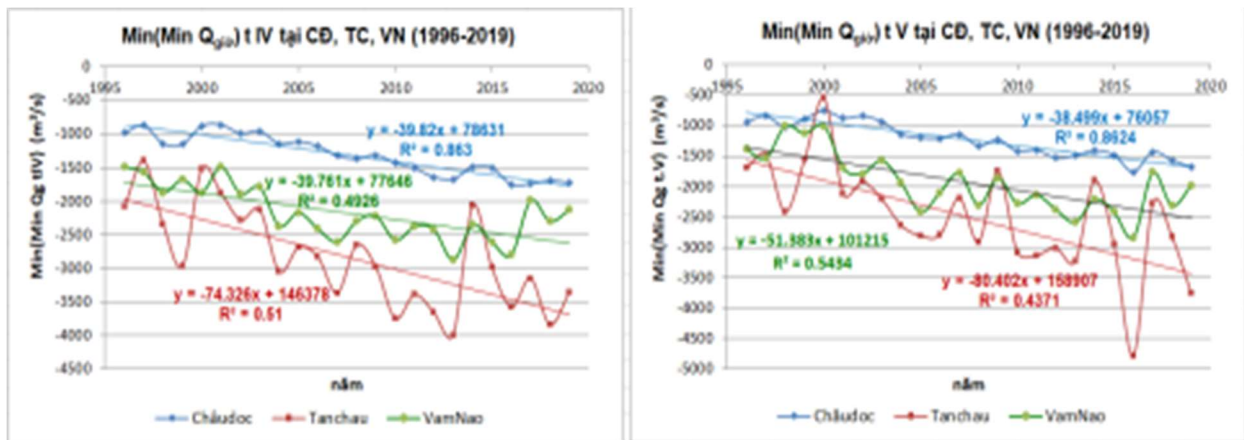 Min(Min Qgiờ) t IV tại CĐ, TC, VN (1996-2019)
0
1995 2000 2005 2010 2015 2020
-500
-1000
-1500
-2000
-2500
-3000
-3500
-4000
-4500
Min(Min Qg tIV) (m³/s)
y = -39.82x + 78631
R² = 0.863
y = -39.761x + 77646
R² = 0.4926
y = -74.326x + 146378
R² = 0.51
năm
Châudoc Tanchau VamNao
Min(Min Qgiờ) t V tại CĐ, TC, VN (1996-2019)
0
1995 2000 2005 2010 2015 2020
-500
-1000
-1500
-2000
-2500
-3000
-3500
-4000
-4500
-5000
Min(Min Qg t.V) (m³/s)
y = -38.499x + 76057
R² = 0.8624
y = -51.383x + 101215
R² = 0.5434
y = -80.402x + 158907
R² = 0.4371
năm
Châudoc Tanchau VamNao